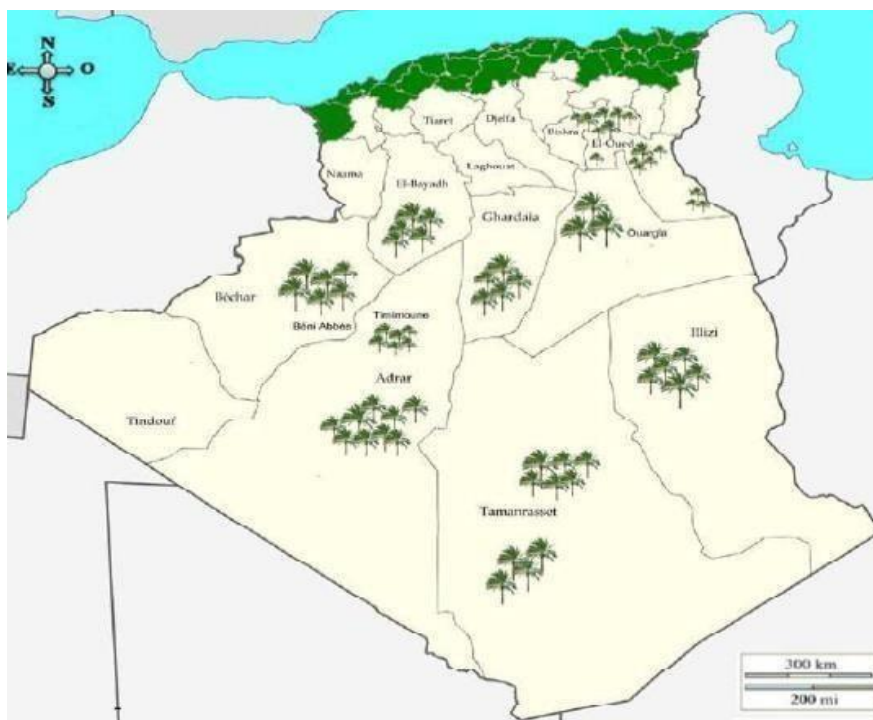 N
E O
S
Tiaret
Djelfa
Biskra
El-Oued
Naama
El-Bayadh
Laghouat
Ghardaia
Ouargla
Béchar
Béni Abbés
Timimoune
Illizi
Adrar
Tindouf
Tamanrasset
300 km
200 mi